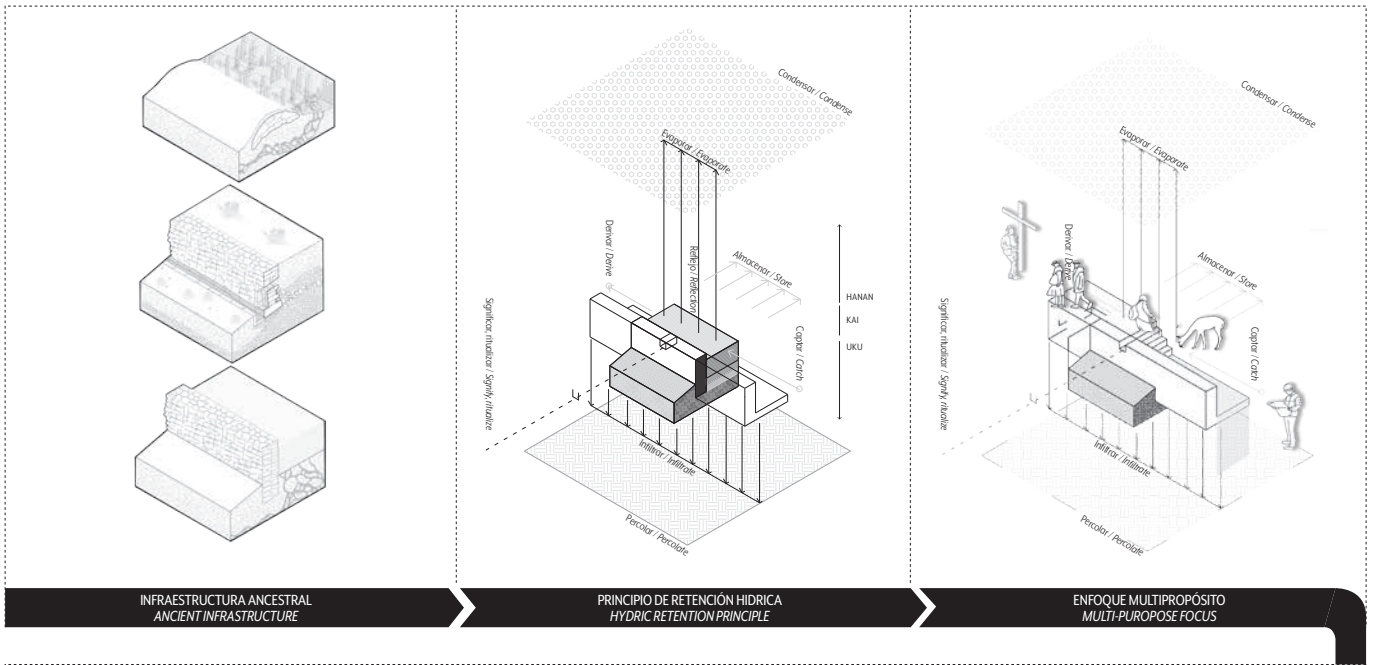 Condensar / Condense
Evaporar / Evaporate
Derivar / Derive
Reflejo / Reflection
Almacenar / Store
HANAN
KAI
UKU
Significar, ritualizar / Signify, ritualize
Captar / Catch
Infiltrar / Infiltrate
Percolar / Percolate
Condensar / Condense
Evaporar / Evaporate
Derivar / Derive
Almacenar / Store
Significar, ritualizar / Signify, ritualize
Captar / Catch
Infiltrar / Infiltrate
Percolar / Percolate
INFRAESTRUCTURA ANCESTRAL
ANCIENT INFRASTRUCTURE
PRINCIPIO DE RETENCIÓN HIDRICA
HYDRIC RETENTION PRINCIPLE
ENFOQUE MULTIPROPÓSITO
MULTI-PUROPOSE FOCUS